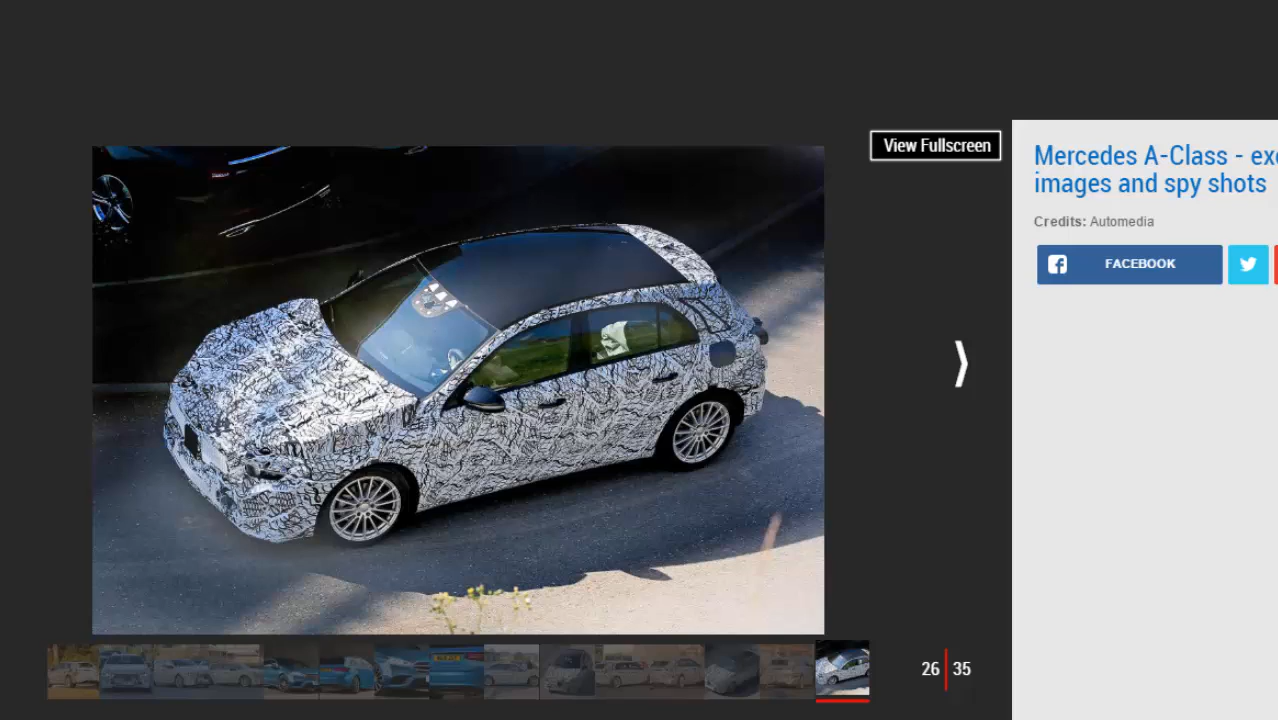 View Fullscreen
Mercedes A-Class - exc
images and spy shots
Credits: Automedia
FACEBOOK
26 35